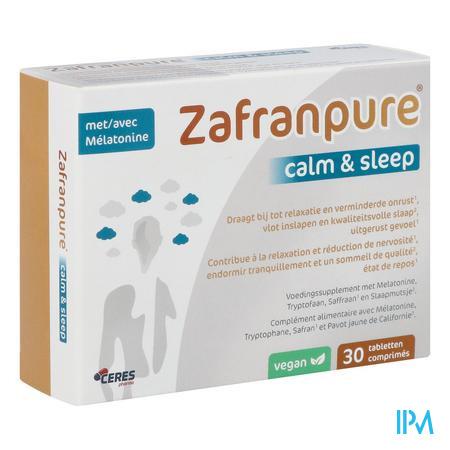 met/avec
Mélatonine
Zafranpure®
calm & sleep
Draagt bij tot relaxatie en verminderde onrust¹,
vlot inslapen en kwaliteitsvolle slaap²,
uitgerust gevoel¹
Contribue à la relaxation et réduction de nervosité¹,
endormir tranquillement et un sommeil de qualité²,
état de repos¹
Voedingssupplement met Melatonine,
Tryptofaan, Saffraan¹ en Slaapmutsje².
Complément alimentaire avec Mélatonine,
Tryptophane, Safran¹ et Pavot jaune de Californie².
vegan
30 tabletten
comprimés
CERES
pharma
Zafranpure®
calm & sleep
IPM